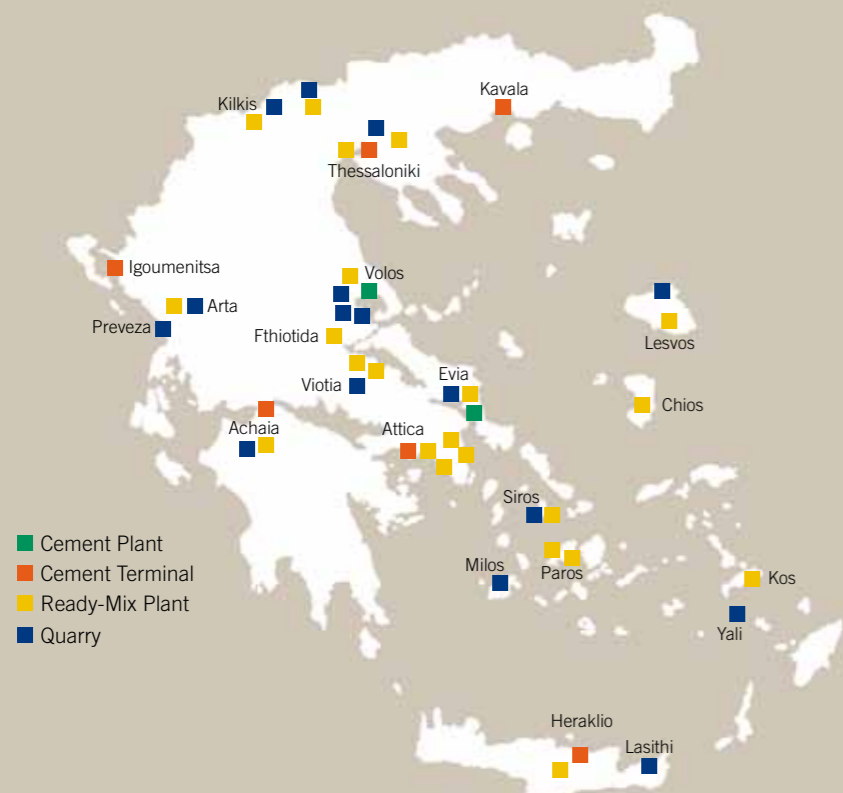 Kavala
Kilkis
Thessaloniki
Igoumenitsa
Volos
Arta
Preveza
Fthiotida
Lesvos
Evia
Viotia
Chios
Achaia
Attica
Siros
Cement Plant
Milos
Paros
Cement Terminal
Kos
Ready-Mix Plant
Yali
Quarry
Heraklio
Lasithi